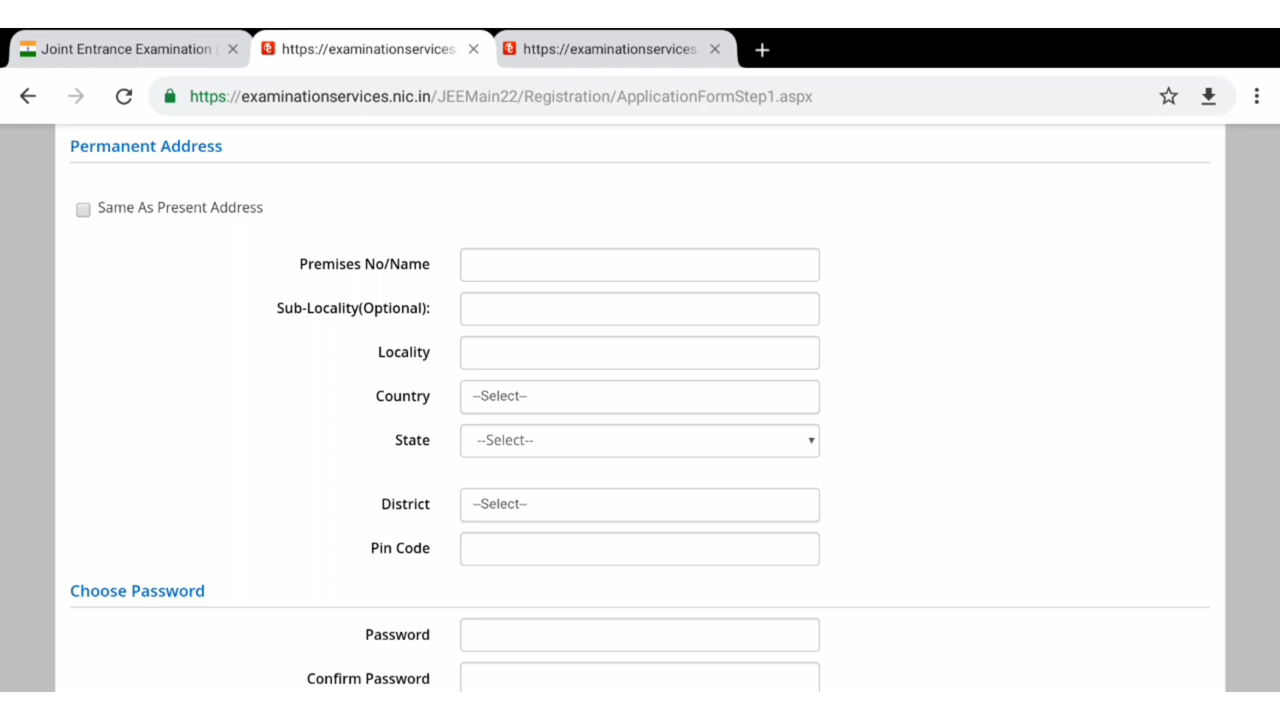 Joint Entrance Examination (
https://examinationservices.
https://examinationservices
https://examinationservices.nic.in/JEEMain22/Registration/ApplicationFormStep1.aspx
Permanent Address
Same As Present Address
Premises No/Name
Sub-Locality(Optional):
Locality
Country --Select--
State --Select--
District --Select--
Pin Code
Choose Password
Password
Confirm Password